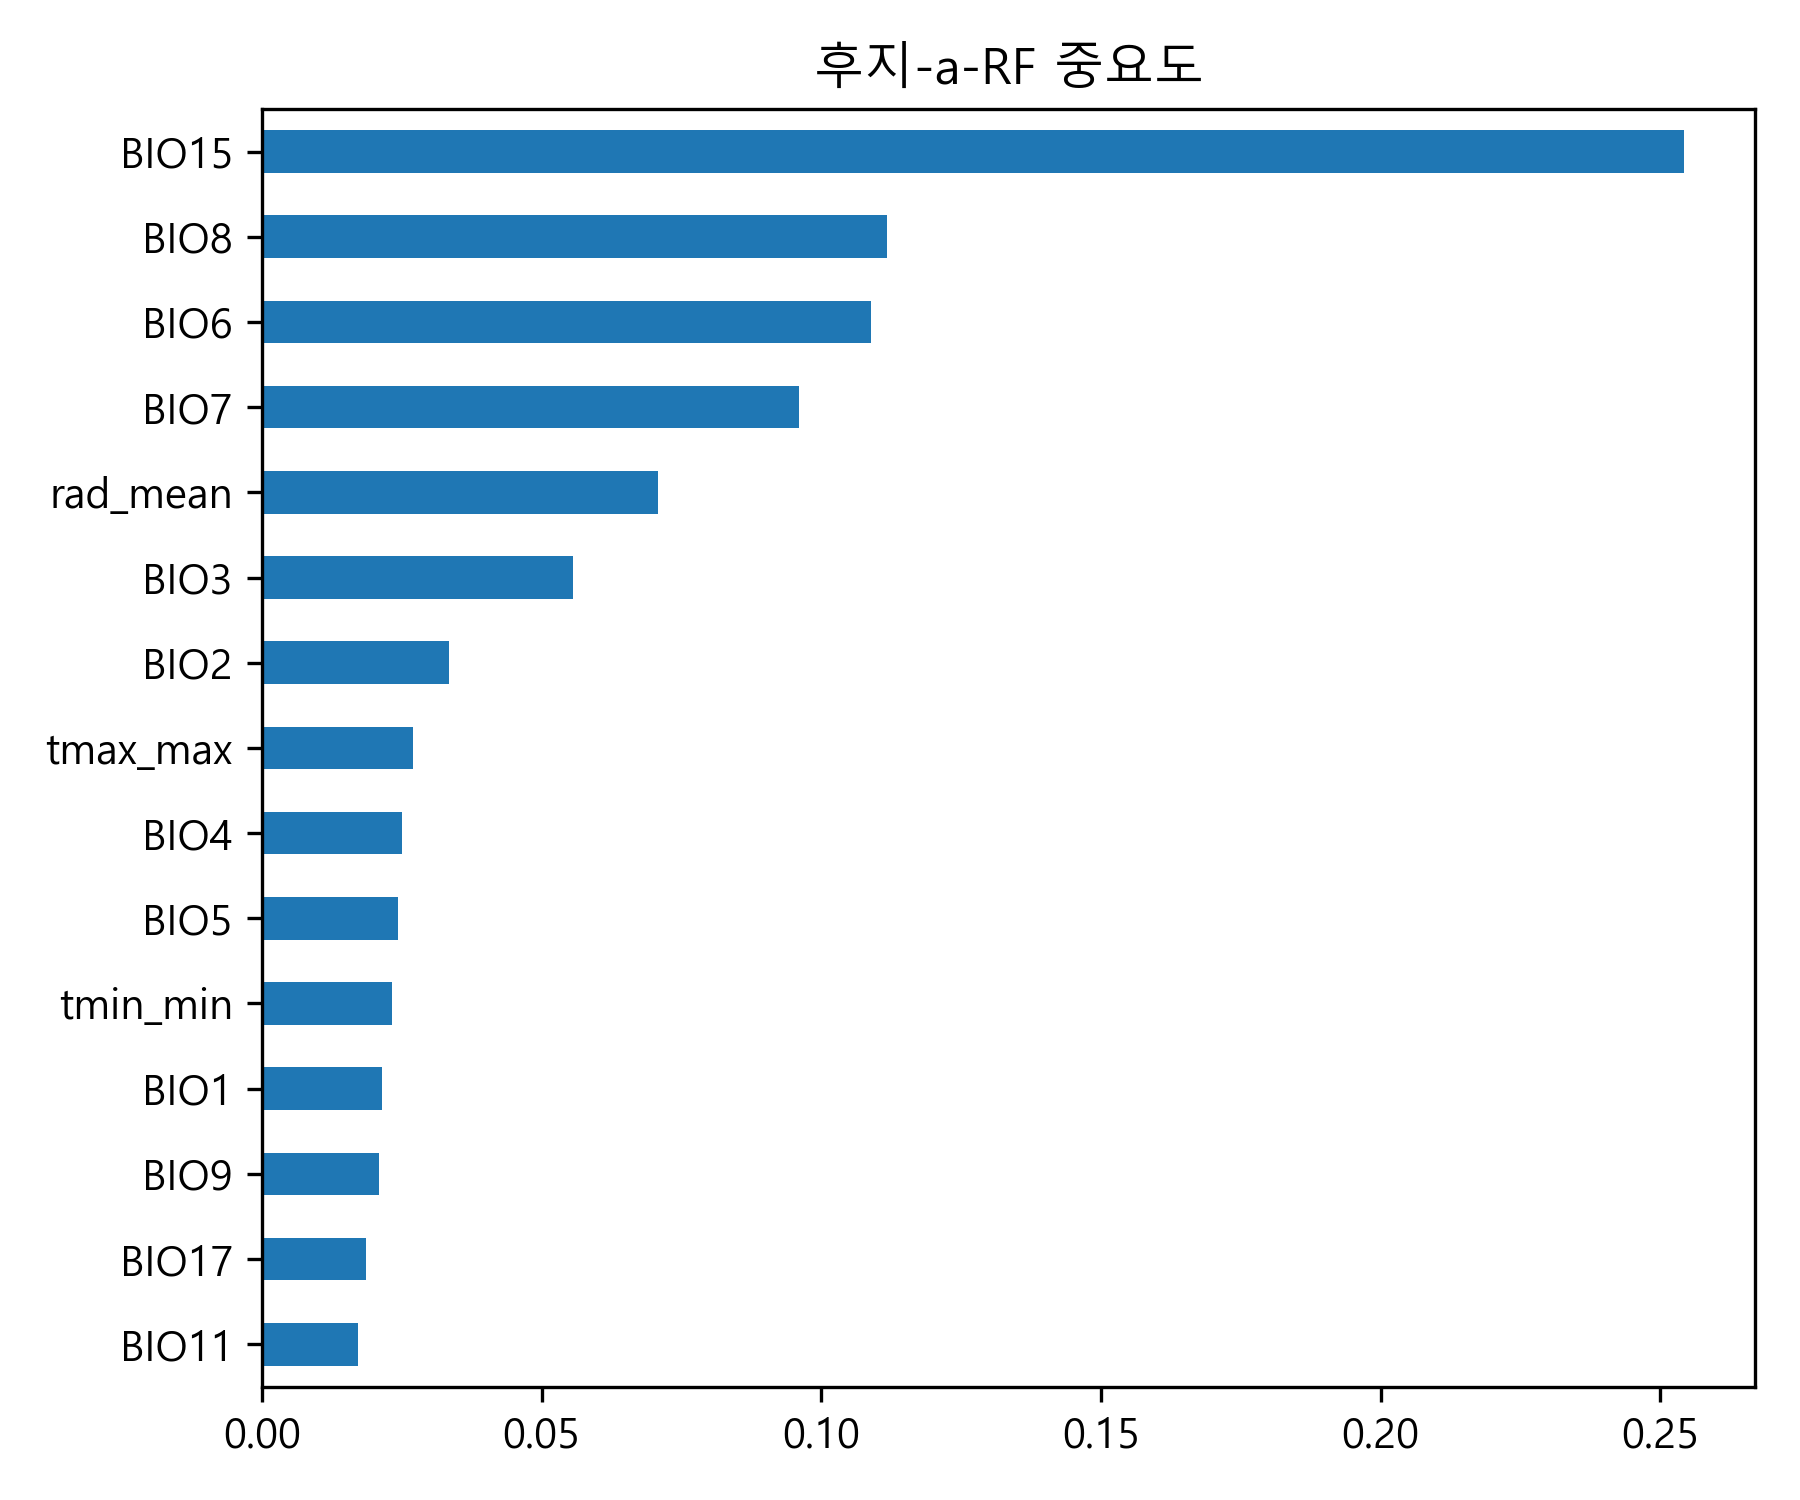 후지-a-RF 중요도
BIO15
BIO8
BIO6
BIO7
rad_mean
BIO3
BIO2
tmax_max
BIO4
BIO5
tmin_min
BIO1
BIO9
BIO17
BIO11
0.00 0.05 0.10 0.15 0.20 0.25